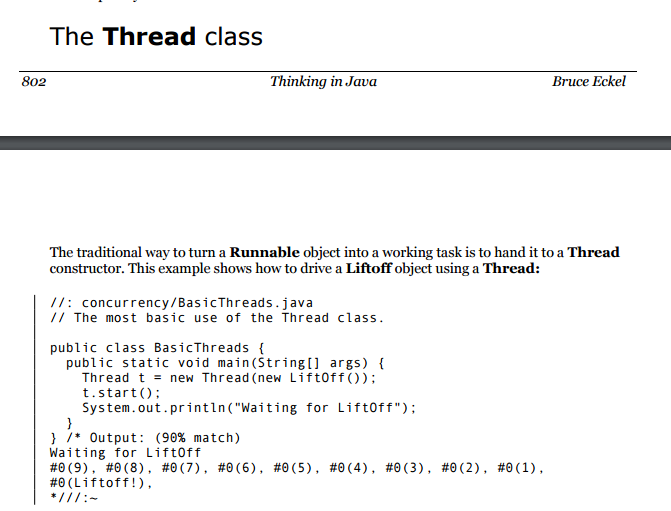 The Thread class
802 Thinking in Java Bruce Eckel
The traditional way to turn a Runnable object into a working task is to hand it to a Thread
constructor. This example shows how to drive a Liftoff object using a Thread:
//: concurrency/BasicThreads.java
// The most basic use of the Thread class.
public class BasicThreads {
public static void main(String[] args) {
Thread t = new Thread(new LiftOff());
t.start();
System.out.println("Waiting for LiftOff");
}
} /* Output: (90% match)
Waiting for LiftOff
#0(9), #0(8), #0(7), #0(6), #0(5), #0(4), #0(3), #0(2), #0(1),
#0(Liftoff!),
*///:~